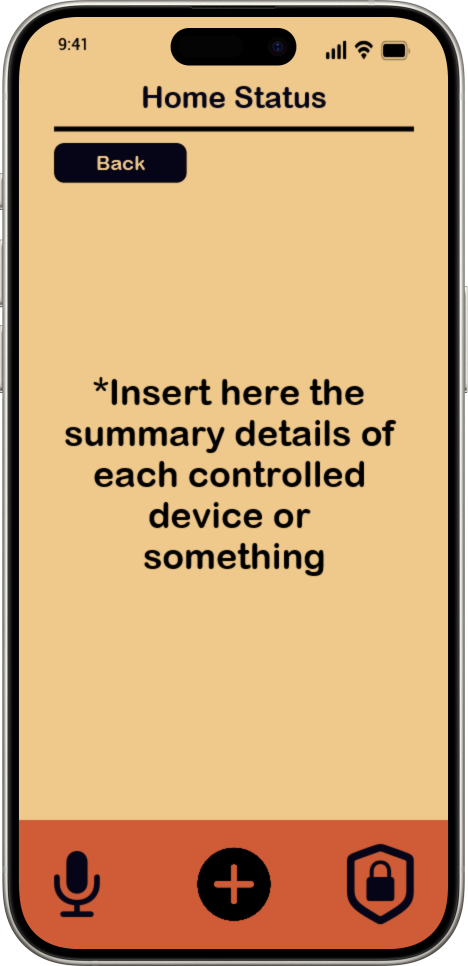 9:41
Home Status
Back
*Insert here the
summary details of
each controlled
device or
something